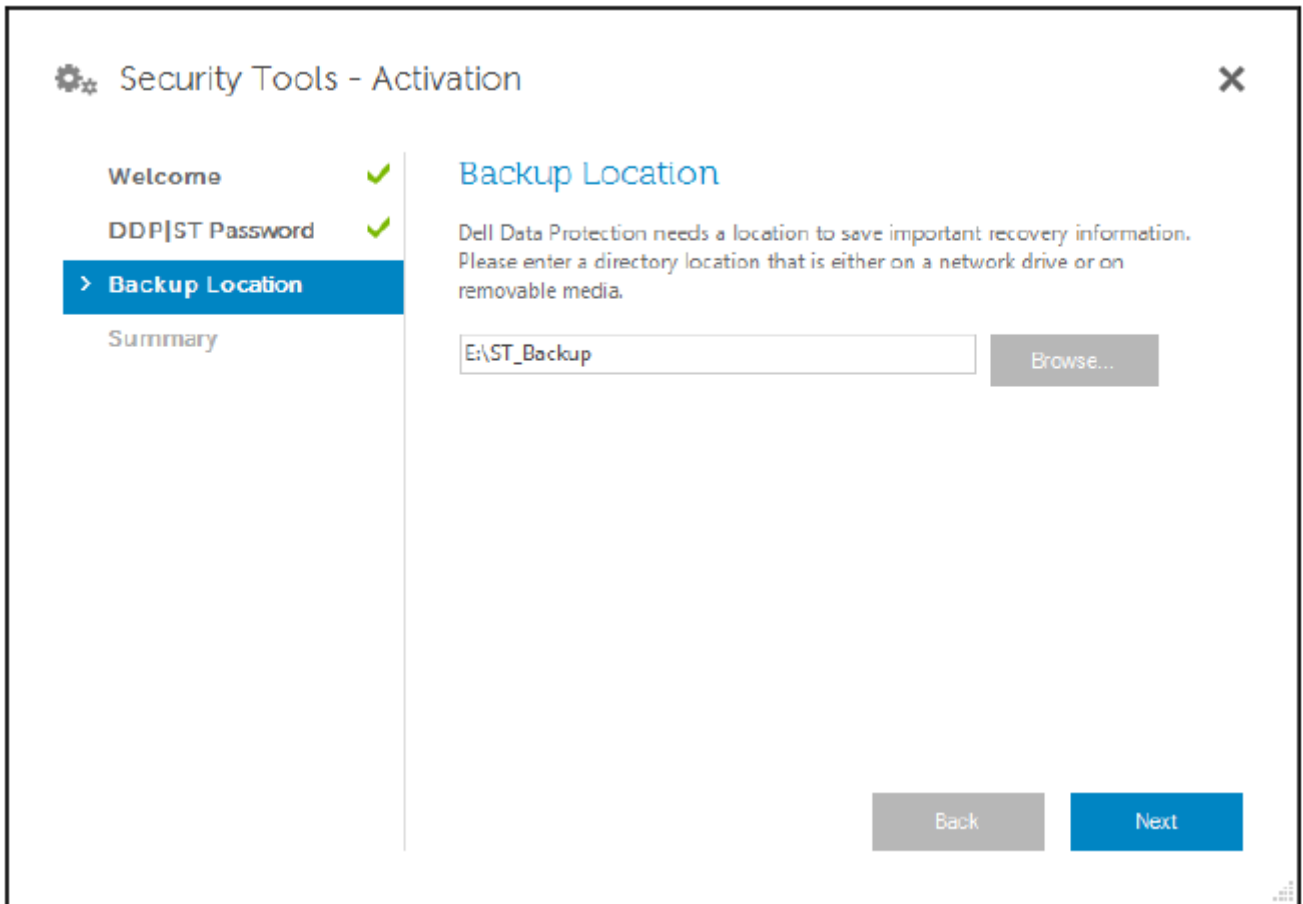 Security Tools - Activation
Welcome
DDP|ST Password
Backup Location
Summary
Backup Location
Dell Data Protection needs a location to save important recovery information.
Please enter a directory location that is either on a network drive or on
removable media.
E:\ST_Backup
Browse...
Back
Next